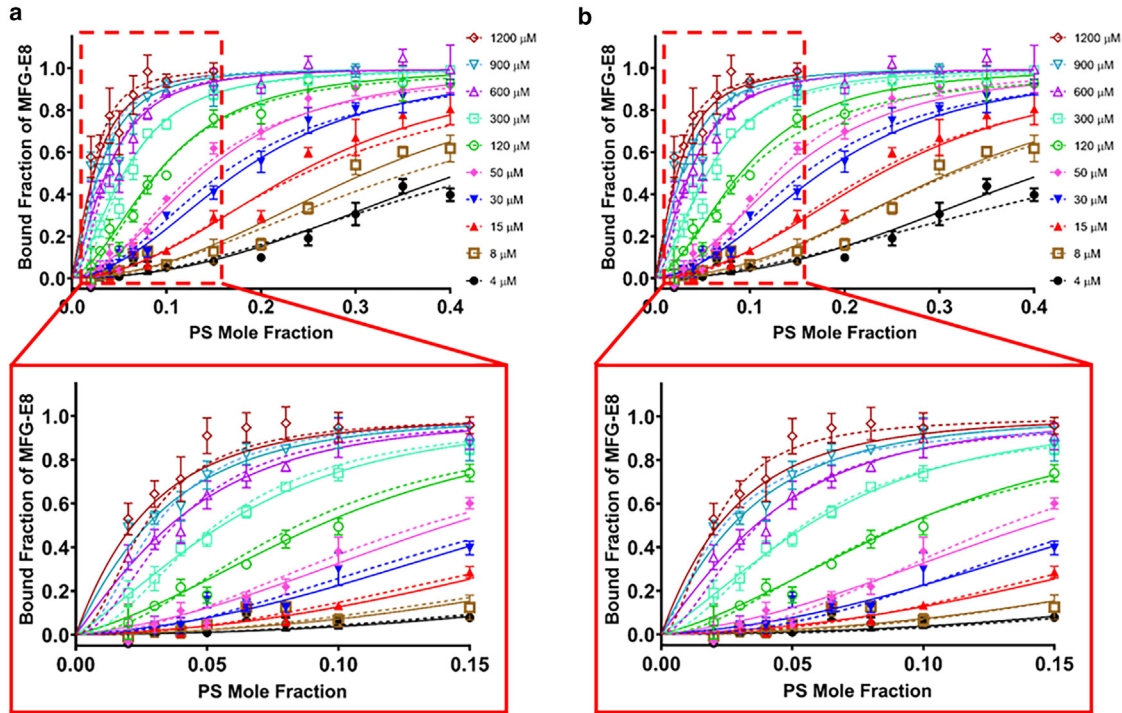 a
Bound Fraction of MFG-E8
1.0
0.8
0.6
0.4
0.2
0.0
0.0
0.1
0.2
0.3
0.4
PS Mole Fraction
1200 μM
900 μM
600 μM
300 μM
120 μM
50 μM
30 μM
15 μM
8 μM
4 μM
Bound Fraction of MFG-E8
1.0
0.8
0.6
0.4
0.2
0.0
0.00
0.05
0.10
0.15
PS Mole Fraction
b
Bound Fraction of MFG-E8
1.0
0.8
0.6
0.4
0.2
0.0
0.0
0.1
0.2
0.3
0.4
PS Mole Fraction
1200 μM
900 μM
600 μM
300 μM
120 μM
50 μM
30 μM
15 μM
8 μM
4 μM
Bound Fraction of MFG-E8
1.0
0.8
0.6
0.4
0.2
0.0
0.00
0.05
0.10
0.15
PS Mole Fraction